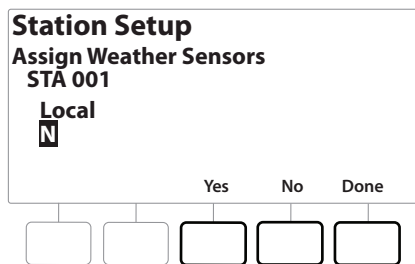 Station Setup
Assign Weather Sensors
STA 001
Local
N
Yes No Done